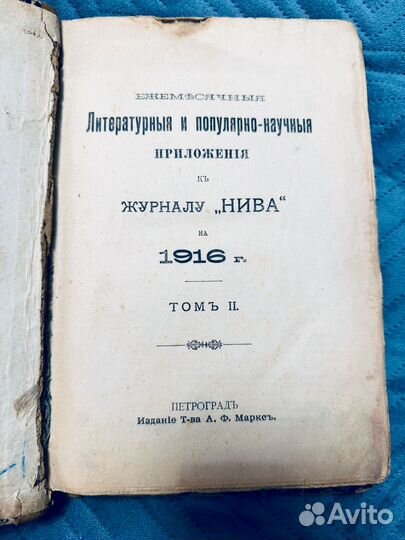 ЕЖЕМѢСЯЧНЫЯ
Литературныя и популярно-научныя
ПРИЛОЖЕНІЯ
КЪ
ЖУРНАЛУ „НИВА“
НА
1916 г.
ТОМЪ II.
ПЕТРОГРАДЪ
Изданіе Т-ва А. Ф. Марксъ.
Avito